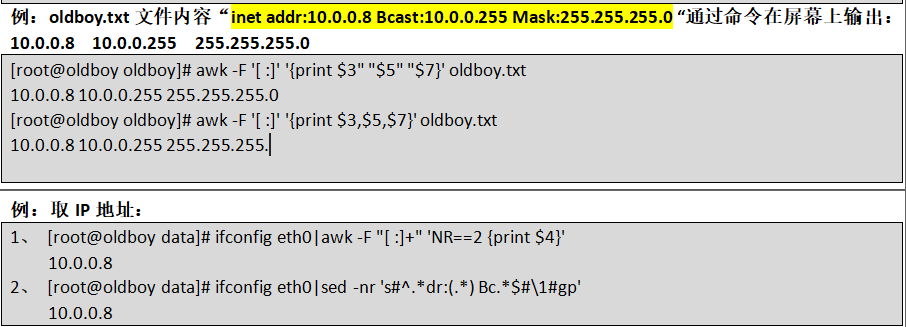 例：oldboy.txt 文件内容“inet addr:10.0.0.8 Bcast:10.0.0.255 Mask:255.255.255.0 “通过命令在屏幕上输出：
10.0.0.8 10.0.0.255 255.255.255.0
[root@oldboy oldboy]# awk -F '[ :]' '{print $3" "$5" "$7}' oldboy.txt
10.0.0.8 10.0.0.255 255.255.255.0
[root@oldboy oldboy]# awk -F '[ :]' '{print $3,$5,$7}' oldboy.txt
10.0.0.8 10.0.0.255 255.255.255.
例：取 IP 地址：
1、 [root@oldboy data]# ifconfig eth0|awk -F "[ :]+" 'NR==2 {print $4}'
10.0.0.8
2、 [root@oldboy data]# ifconfig eth0|sed -nr 's#^.*dr:(.*) Bc.*$#\1#gp'
10.0.0.8